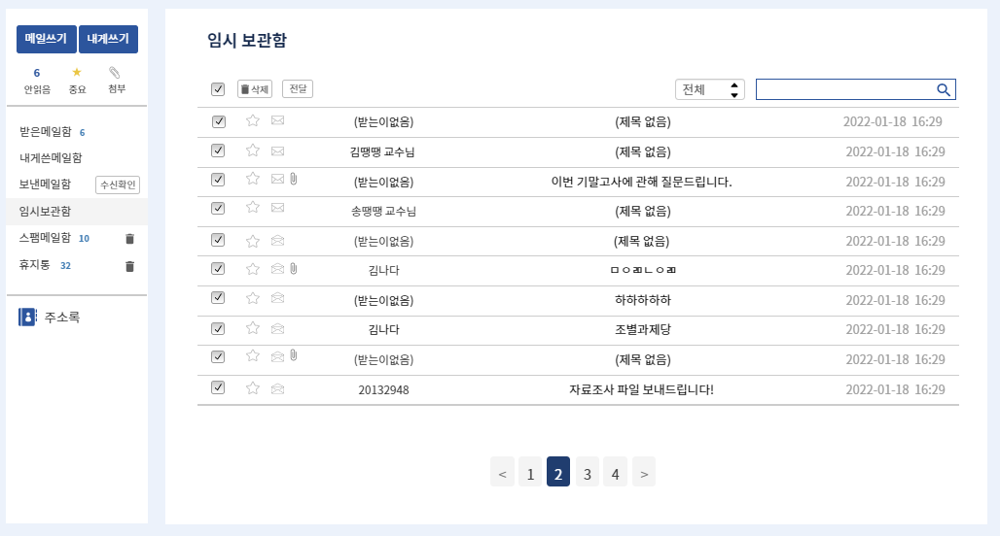 메일쓰기 내게쓰기
6
안읽음 중요 첨부
받은메일함 6
내게쓴메일함
보낸메일함 수신확인
임시보관함
스팸메일함 10
휴지통 32
주소록
임시 보관함
삭제 전달 전체
(받는이없음) (제목 없음) 2022-01-18 16:29
김땡땡 교수님 (제목 없음) 2022-01-18 16:29
(받는이없음) 이번 기말고사에 관해 질문드립니다. 2022-01-18 16:29
송땡땡 교수님 (제목 없음) 2022-01-18 16:29
(받는이없음) (제목 없음) 2022-01-18 16:29
김나다 2022-01-18 16:29
(받는이없음) 하하하하하 2022-01-18 16:29
김나다 조별과제당 2022-01-18 16:29
(받는이없음) (제목 없음) 2022-01-18 16:29
20132948 자료조사 파일 보내드립니다! 2022-01-18 16:29
< 1 2 3 4 >